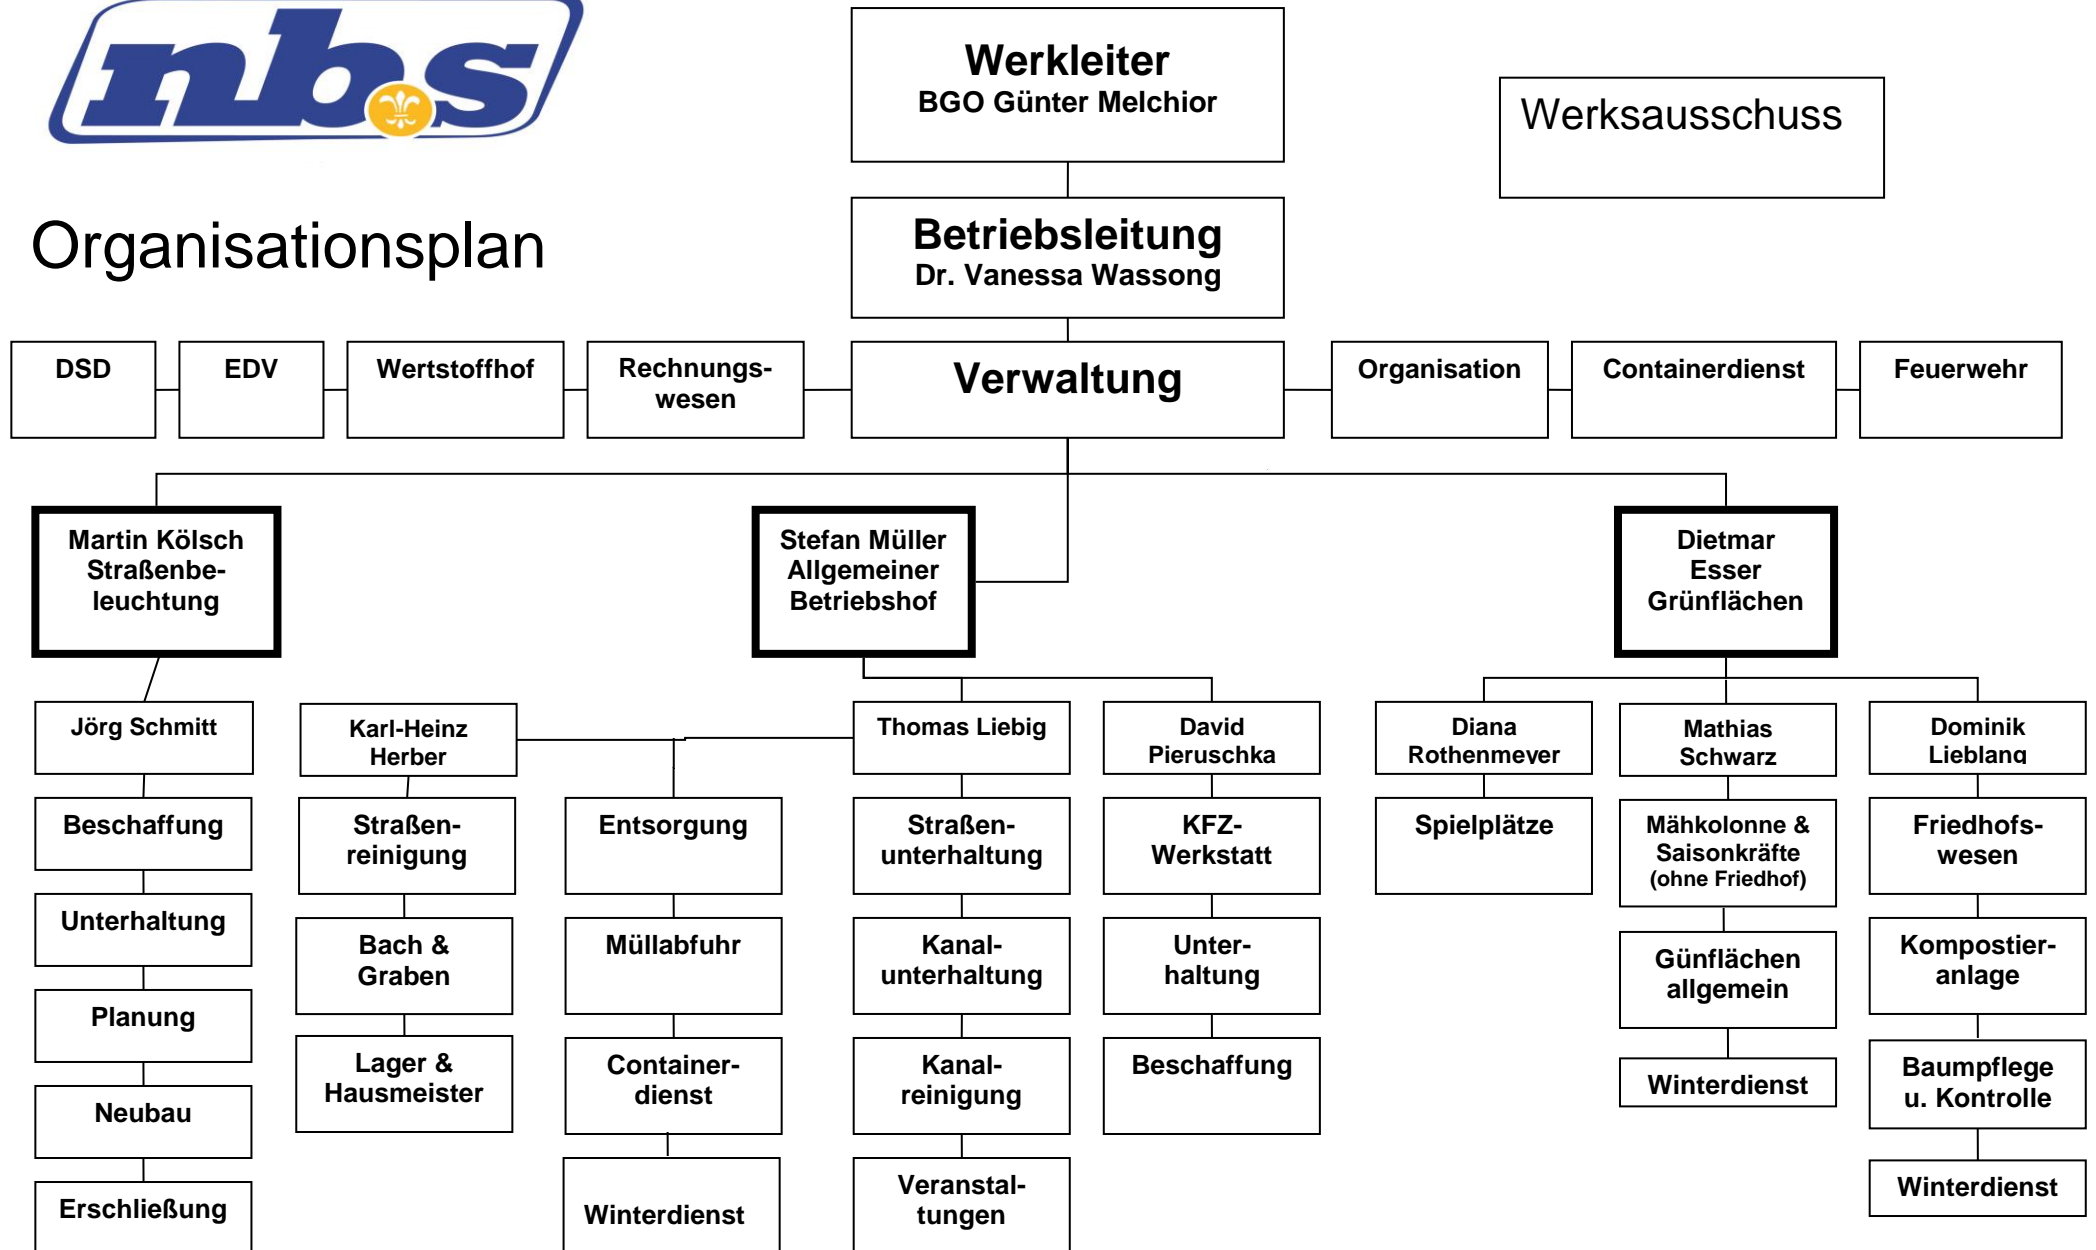 nbs
Werkleiter
BGO Günter Melchior
Werksausschuss
Organisationsplan
Betriebsleitung
Dr. Vanessa Wassong
DSD
EDV
Wertstoffhof
Rechnungs-
wesen
Verwaltung
Organisation
Containerdienst
Feuerwehr
Martin Kölsch
Straßenbe-
leuchtung
Stefan Müller
Allgemeiner
Betriebshof
Dietmar
Esser
Grünflächen
Jörg Schmitt
Karl-Heinz
Herber
Thomas Liebig
David
Pieruschka
Diana
Rothenmeyer
Mathias
Schwarz
Dominik
Lieblang
Beschaffung
Unterhaltung
Planung
Neubau
Erschließung
Straßen-
reinigung
Bach &
Graben
Lager &
Hausmeister
Entsorgung
Müllabfuhr
Container-
dienst
Winterdienst
Straßen-
unterhaltung
Kanal-
unterhaltung
Kanal-
reinigung
Veranstal-
tungen
KFZ-
Werkstatt
Unter-
haltung
Beschaffung
Spielplätze
Mähkolonne &
Saisonkräfte
(ohne Friedhof)
Günflächen
allgemein
Winterdienst
Friedhofs-
wesen
Kompostier-
anlage
Baumpflege
u. Kontrolle
Winterdienst